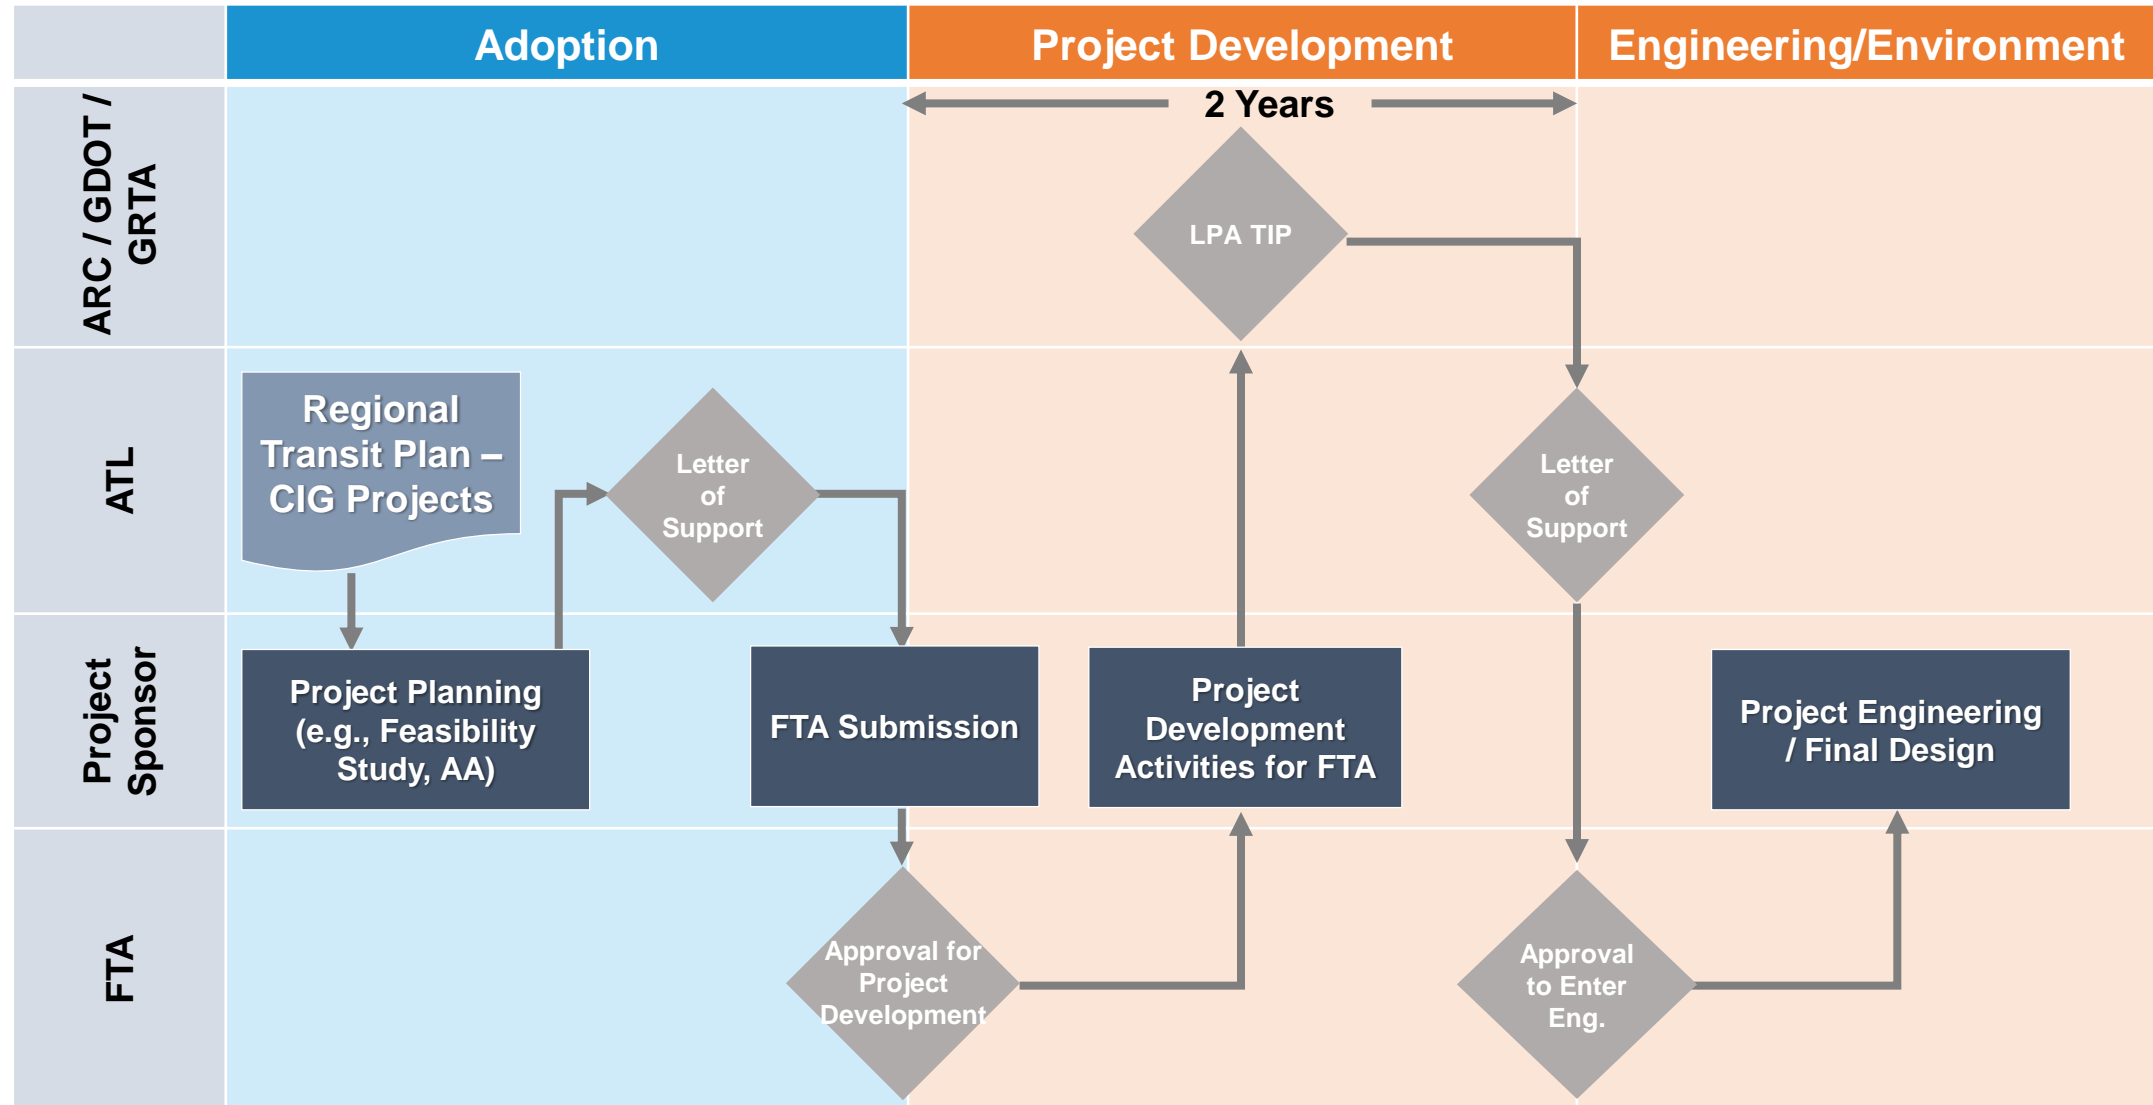 Adoption
Project Development
Engineering/Environment
ARC / GDOT /
GRTA
2 Years
LPA TIP
ATL
Regional
Transit Plan –
CIG Projects
Letter
of
Support
Letter
of
Support
Project
Sponsor
Project Planning
(e.g., Feasibility
Study, AA)
FTA Submission
Project
Development
Activities for FTA
Project Engineering
/ Final Design
FTA
Approval for
Project
Development
Approval
to Enter
Eng.